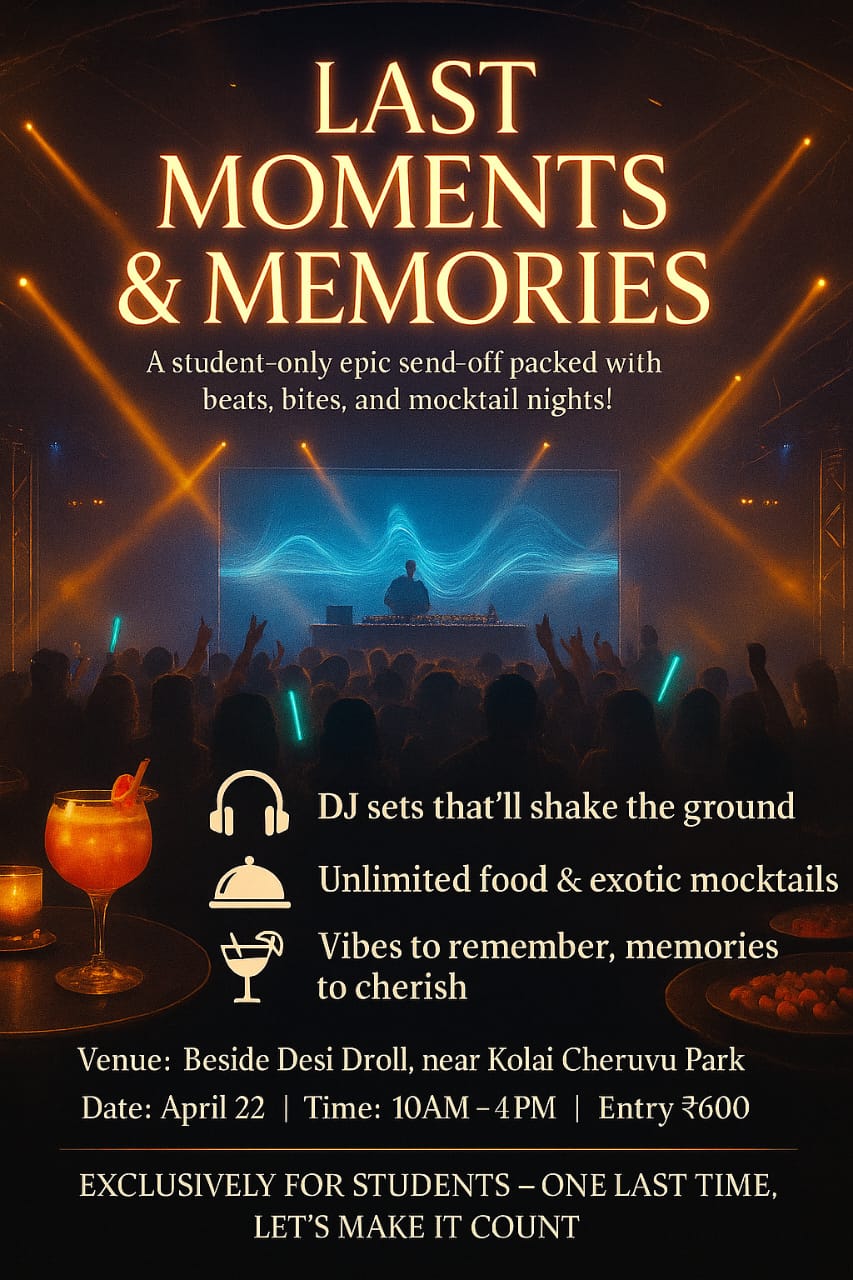 LAST
MOMENTS
& MEMORIES
A student-only epic send-off packed with
beats, bites, and mocktail nights!
DJ sets that'll shake the ground
Unlimited food & exotic mocktails
Vibes to remember, memories
to cherish
Venue: Beside Desi Droll, near Kolai Cheruvu Park
Date: April 22 | Time: 10AM – 4PM | Entry ₹600
EXCLUSIVELY FOR STUDENTS – ONE LAST TIME,
LET'S MAKE IT COUNT